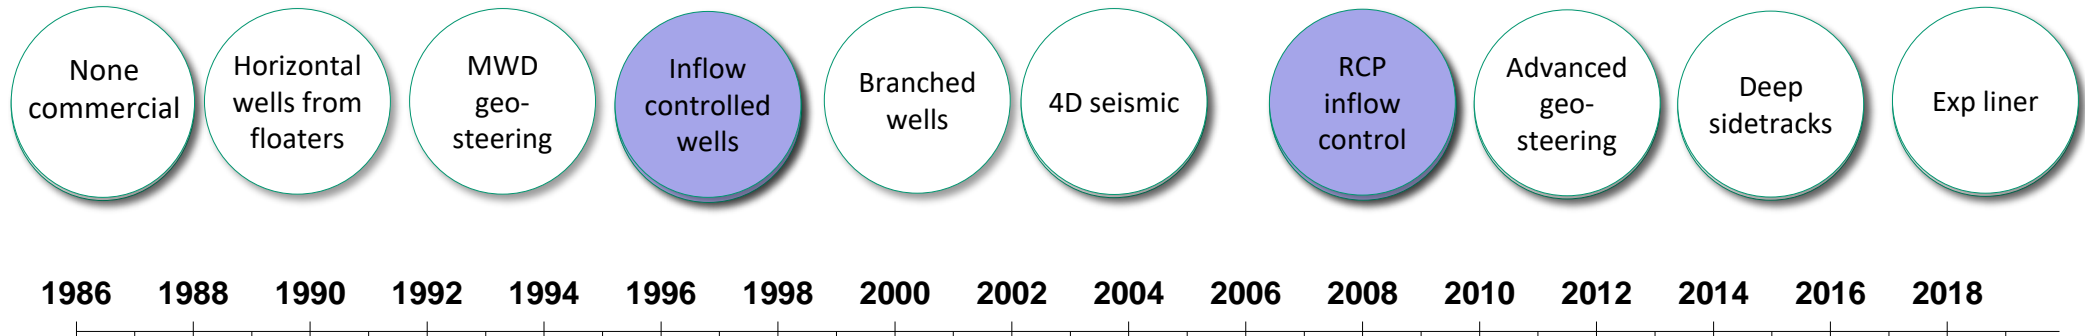 None
commercial
Horizontal
wells from
floaters
MWD
geo-
steering
Inflow
controlled
wells
Branched
wells
4D seismic
RCP
inflow
control
Advanced
geo-
steering
Deep
sidetracks
Exp liner
1986 1988 1990 1992 1994 1996 1998 2000 2002 2004 2006 2008 2010 2012 2014 2016 2018